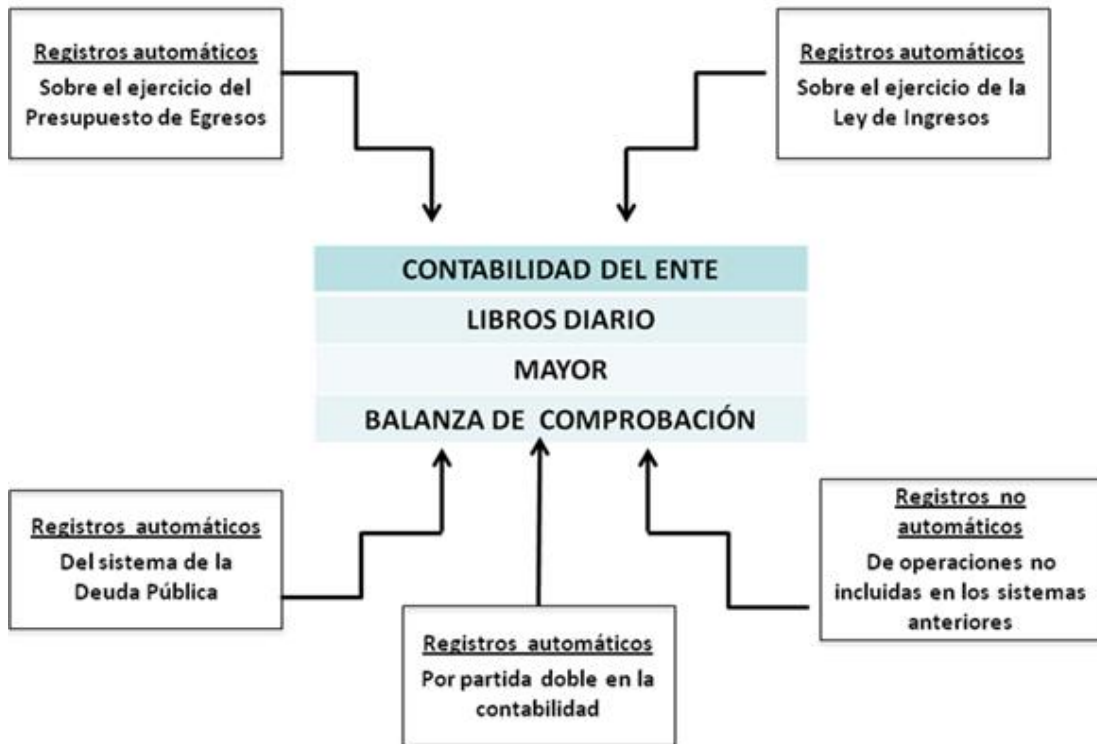 Registros automáticos
Sobre el ejercicio del
Presupuesto de Egresos
Registros automáticos
Sobre el ejercicio de la
Ley de Ingresos
CONTABILIDAD DEL ENTE
LIBROS DIARIO
MAYOR
BALANZA DE COMPROBACIÓN
Registros automáticos
Del sistema de la
Deuda Pública
Registros automáticos
Por partida doble en la
contabilidad
Registros no
automáticos
De operaciones no
incluidas en los sistemas
anteriores